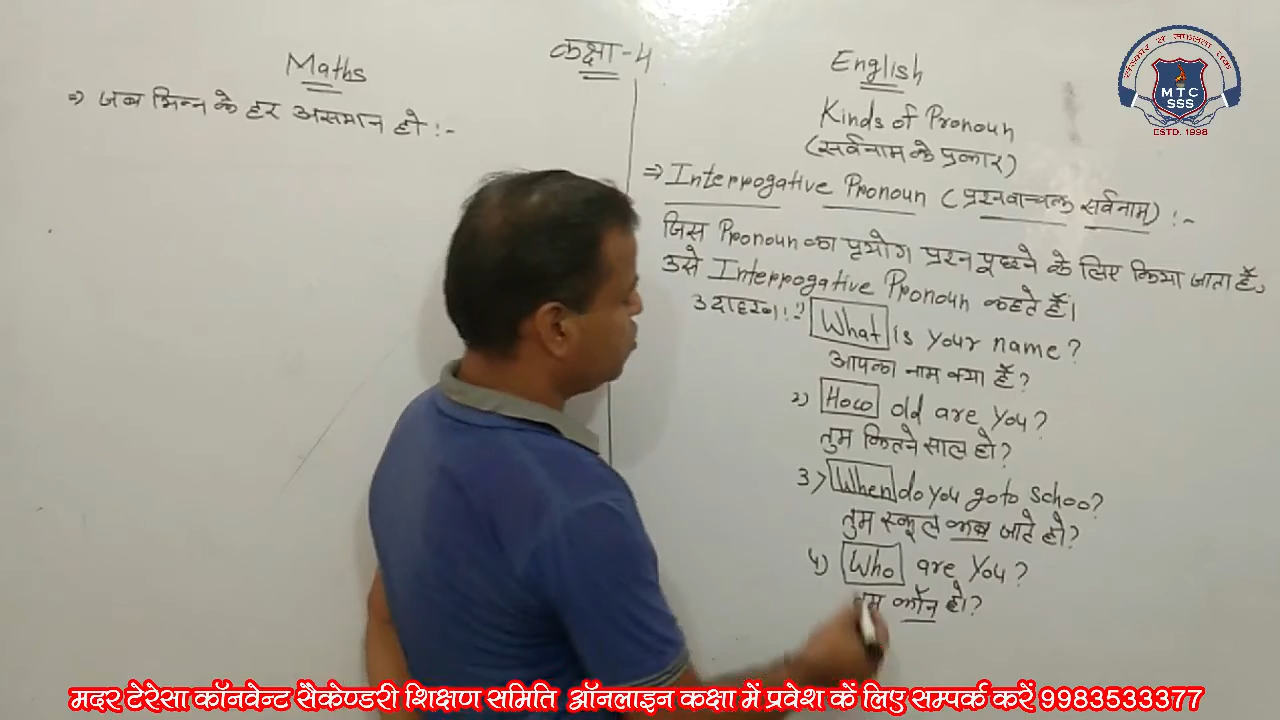 कक्षा-4
Maths
⇒ जब भिन्न के हर असमान हो :-
English
Kinds of Pronoun
(सर्वनाम के प्रकार)
⇒ Interrogative Pronoun (प्रश्नवाचक सर्वनाम) :-
जिस Pronoun का प्रयोग प्रश्न पूछने के लिए किया जाता हैं,
उसे Interrogative Pronoun कहते हैं।
उदाहरण:- What is your name?
आपका नाम क्या हैं?
2) How old are you?
तुम कितने साल हो?
3) When do you go to school?
तुम स्कूल कब जाते हो?
4) Who are you?
तुम कौन हो?
संस्कार से सफलता तक
MTC
SSS
ESTD. 1998
मदर टेरेसा कॉनवेन्ट सैकेण्डरी शिक्षण समिति ऑनलाइन कक्षा में प्रवेश कें लिए सम्पर्क करें 9983533377